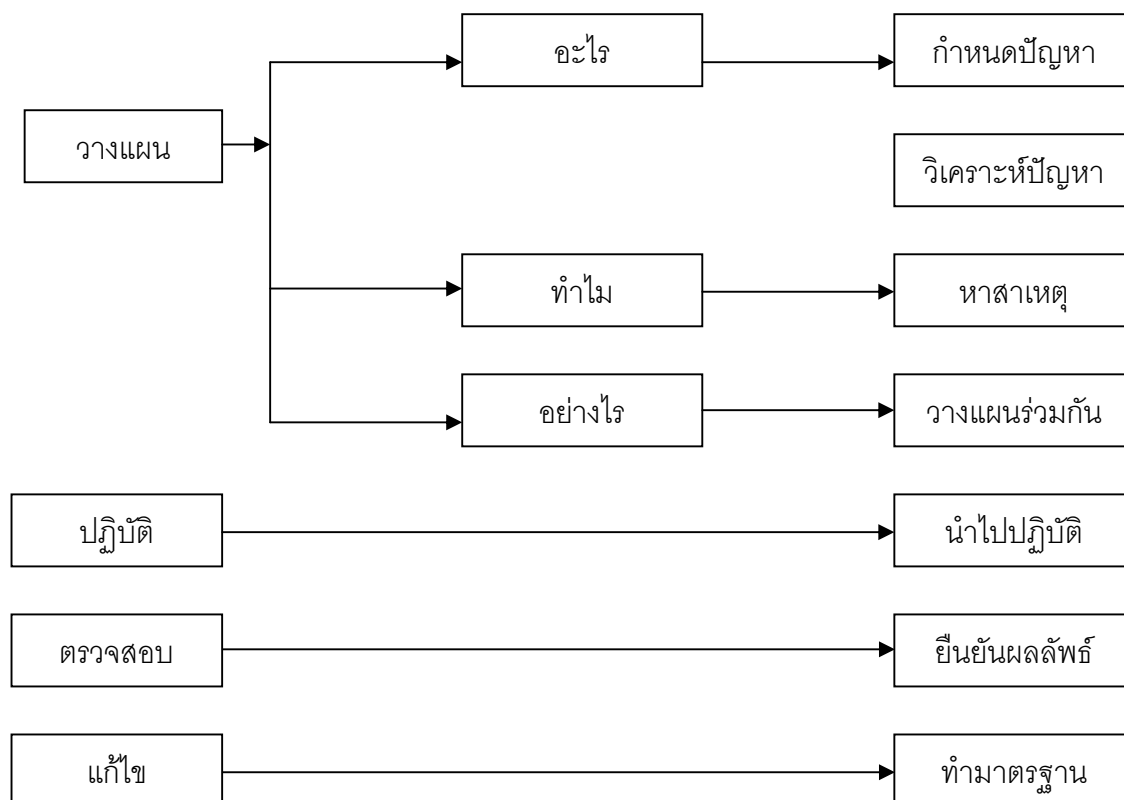 อะไร
กำหนดปัญหา
วางแผน
วิเคราะห์ปัญหา
ทำไม
หาสาเหตุ
อย่างไร
วางแผนร่วมกัน
ปฏิบัติ
นำไปปฏิบัติ
ตรวจสอบ
ยืนยันผลลัพธ์
แก้ไข
ทำมาตรฐาน